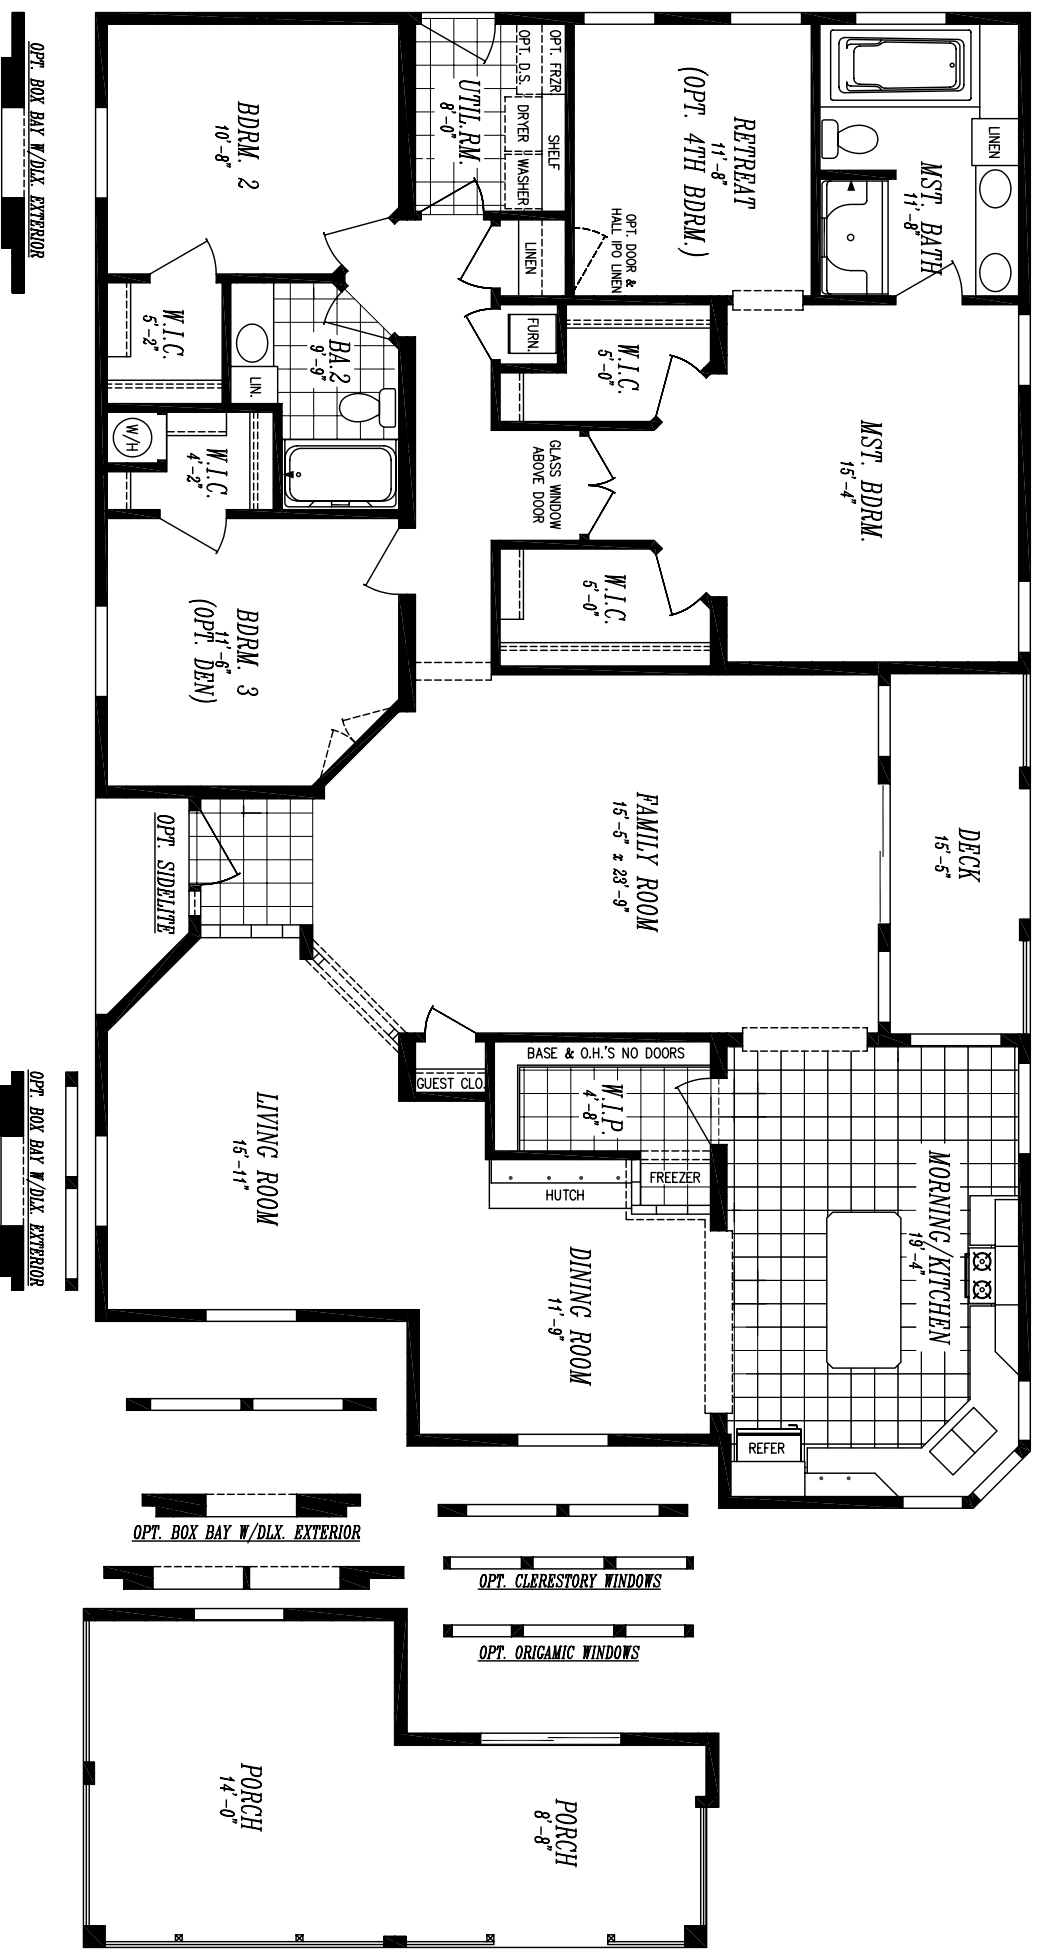 OPT. BOX BAY W/DLX. EXTERIOR
BDRM. 2
10'-8"
UTIL.RM.
8'-0"
OPT. D.S.
OPT. FRZR
DRYER
WASHER
SHELF
LINEN
RETREAT
11'-8"
(OPT. 4TH BDRM.)
OPT. DOOR &
HALL IPO LINEN
LINEN
MST. BATH
11'-8"
W.I.C.
5'-2"
BA.2
9'-9"
LIN.
FURN.
W.I.C.
5'-0"
W/H
W.I.C.
4'-2"
GLASS WINDOW
ABOVE DOOR
MST. BDRM.
15'-4"
W.I.C.
5'-0"
BDRM. 3
11'-6"
(OPT. DEN)
OPT. SIDELITE
FAMILY ROOM
15'-5" x 23'-9"
DECK
15'-5"
GUEST CLO.
BASE & O.H.'S NO DOORS
W.I.P.
4'-8"
FREEZER
HUTCH
LIVING ROOM
15'-11"
DINING ROOM
11'-9"
MORNING/KITCHEN
19'-4"
REFER
OPT. BOX BAY W/DLX. EXTERIOR
OPT. BOX BAY W/DLX. EXTERIOR
OPT. CLERESTORY WINDOWS
OPT. ORIGAMIC WINDOWS
PORCH
14'-0"
PORCH
8'-8"